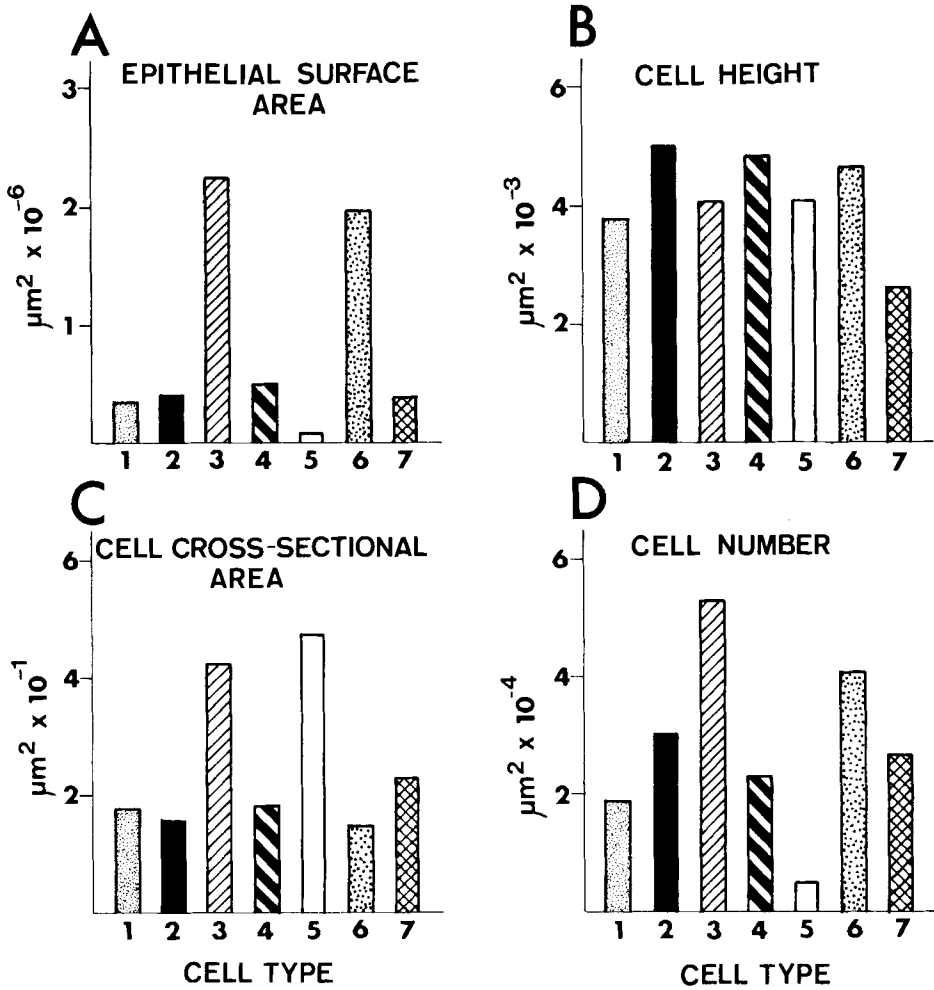 A
EPITHELIAL SURFACE
AREA
3
2
1
µm² x 10⁻⁶
1 2 3 4 5 6 7
B
CELL HEIGHT
6
4
2
µm² x 10⁻³
1 2 3 4 5 6 7
C
CELL CROSS-SECTIONAL
AREA
6
4
2
µm² x 10⁻¹
1 2 3 4 5 6 7
CELL TYPE
D
CELL NUMBER
6
4
2
µm² x 10⁻⁴
1 2 3 4 5 6 7
CELL TYPE